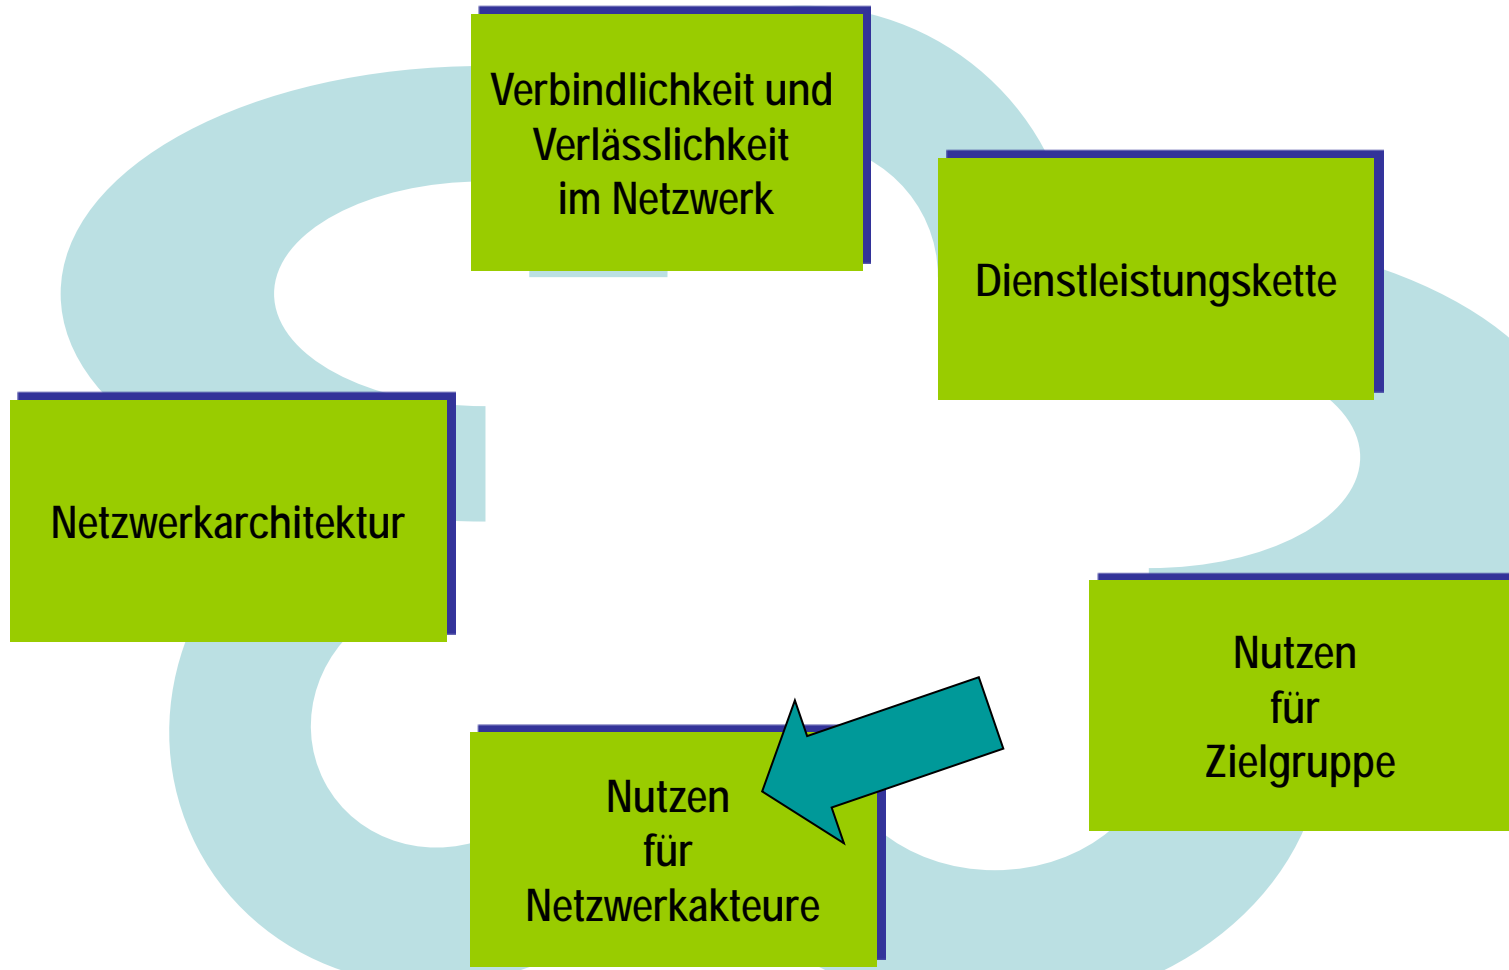 Verbindlichkeit und
Verlässlichkeit
im Netzwerk
Dienstleistungskette
Netzwerkarchitektur
Nutzen
für
Zielgruppe
Nutzen
für
Netzwerkakteure